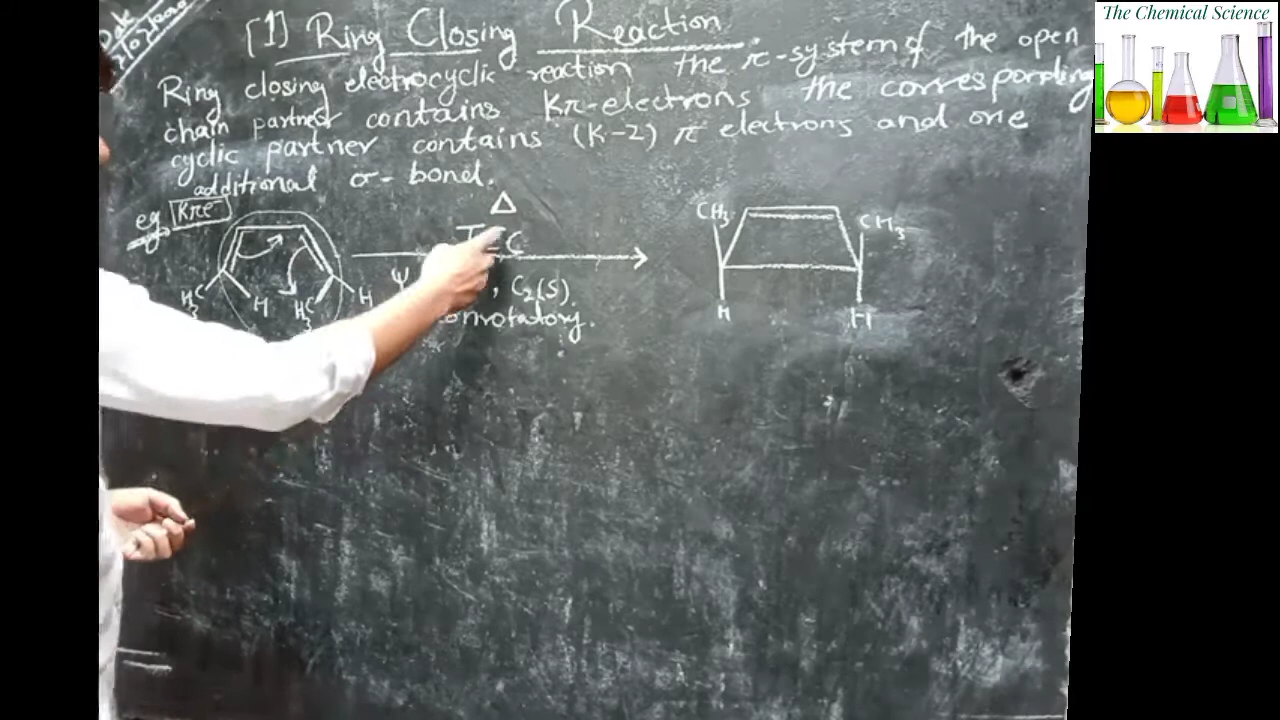 The Chemical Science
[1] Ring Closing Reaction
Ring closing electrocyclic reaction the π-system of the open
chain partner contains Kπ-electrons the corresponding
cyclic partner contains (K-2) π electrons and one
additional σ-bond.
eg Kπe⁻
Δ
C
Ψ , C₂(S)
onrotatory.
H₃C H H₃C H
CH₃ CH₃
H H